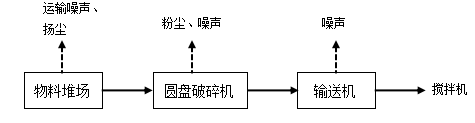 运输噪声、
扬尘
粉尘、噪声
噪声
物料堆场
圆盘破碎机
输送机
搅拌机